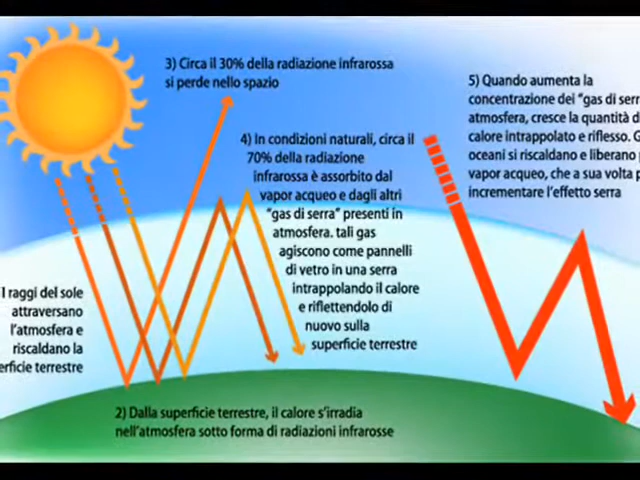 3) Circa il 30% della radiazione infrarossa
si perde nello spazio
4) In condizioni naturali, circa il
70% della radiazione
infrarossa è assorbito dal
vapor acqueo e dagli altri
"gas di serra" presenti in
atmosfera. tali gas
agiscono come pannelli
di vetro in una serra
intrappolando il calore
e riflettendolo di
nuovo sulla
superficie terrestre
5) Quando aumenta la
concentrazione dei "gas di serr
atmosfera, cresce la quantità d
calore intrappolato e riflesso. G
oceani si riscaldano e liberano
vapor acqueo, che a sua volta p
incrementare l'effetto serra
I raggi del sole
attraversano
l'atmosfera e
riscaldano la
erficie terrestre
2) Dalla superficie terrestre, il calore s'irradia
nell'atmosfera sotto forma di radiazioni infrarosse